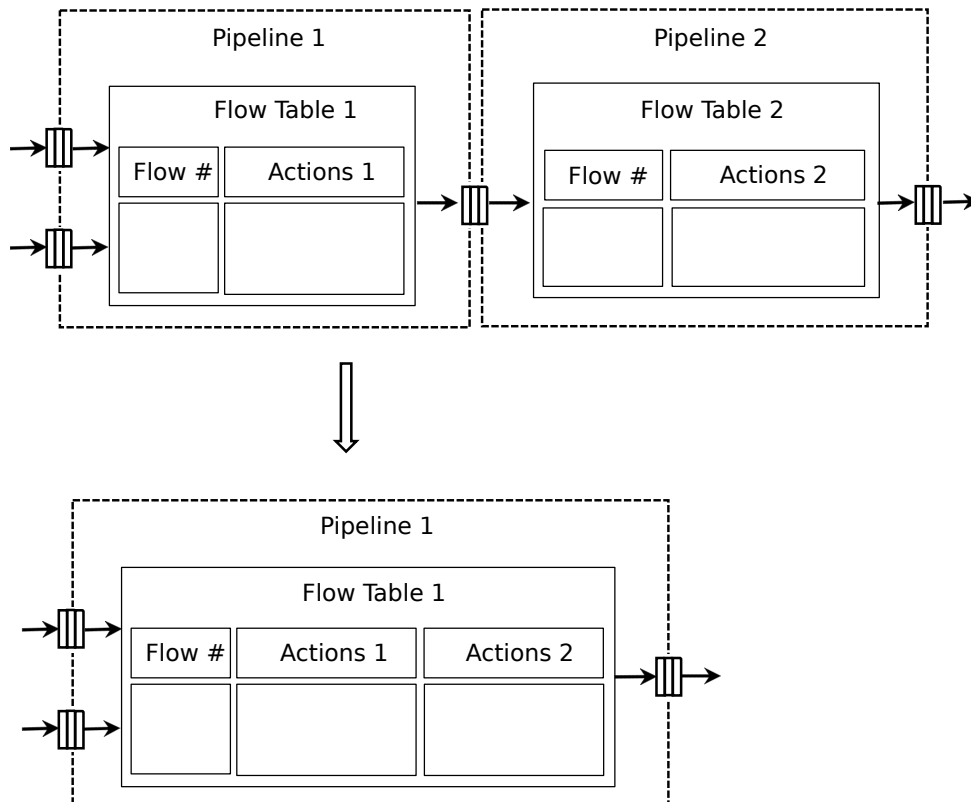 Pipeline 1
Pipeline 2
Flow Table 1
Flow Table 2
Flow #
Actions 1
Flow #
Actions 2
Pipeline 1
Flow Table 1
Flow #
Actions 1
Actions 2